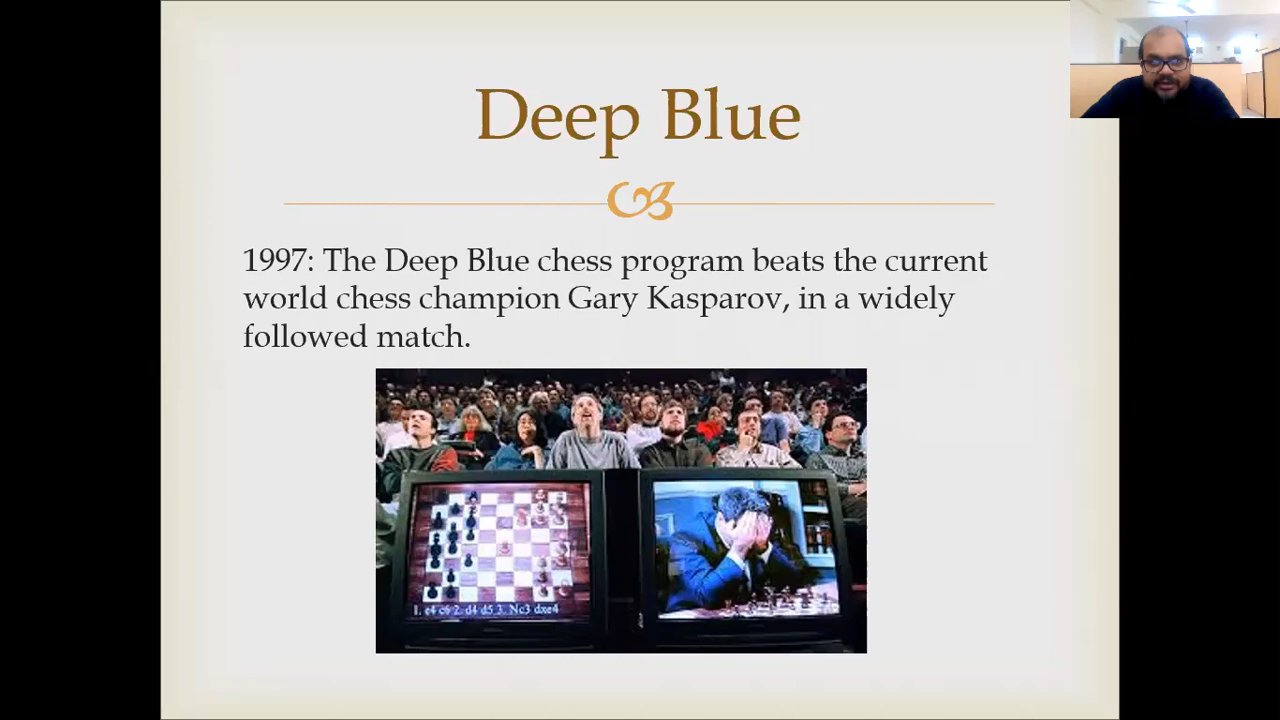 Deep Blue
1997: The Deep Blue chess program beats the current
world chess champion Gary Kasparov, in a widely
followed match.
1. e4 c6 2. d4 d5 3. Nc3 dxe4